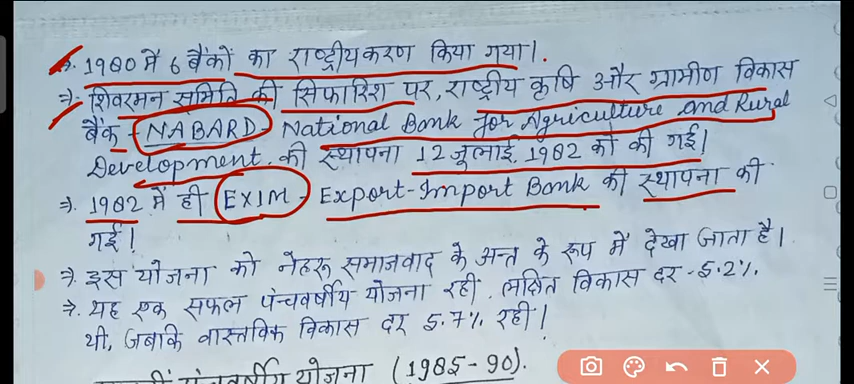 ⇒. 1980 में 6 बैंकों का राष्ट्रीयकरण किया गया।
⇒ शिवरमन समिति की सिफारिश पर, राष्ट्रीय कृषि और ग्रामीण विकास
बैंक - NABARD - National Bank for Agriculture and Rural
Development. की स्थापना 12 जुलाई, 1982 को की गई।
⇒. 1982 में ही EXIM - Export-Import Bank की स्थापना की
गई।
⇒ इस योजना को नेहरू समाजवाद के अन्त के रूप में देखा जाता है।
⇒. यह एक सफल पंचवर्षीय योजना रही. लक्षित विकास दर - 5.2%.
थी, जबकि वास्तविक विकास दर 5.7% रही।
पंचवर्षीय योजना (1985-90).